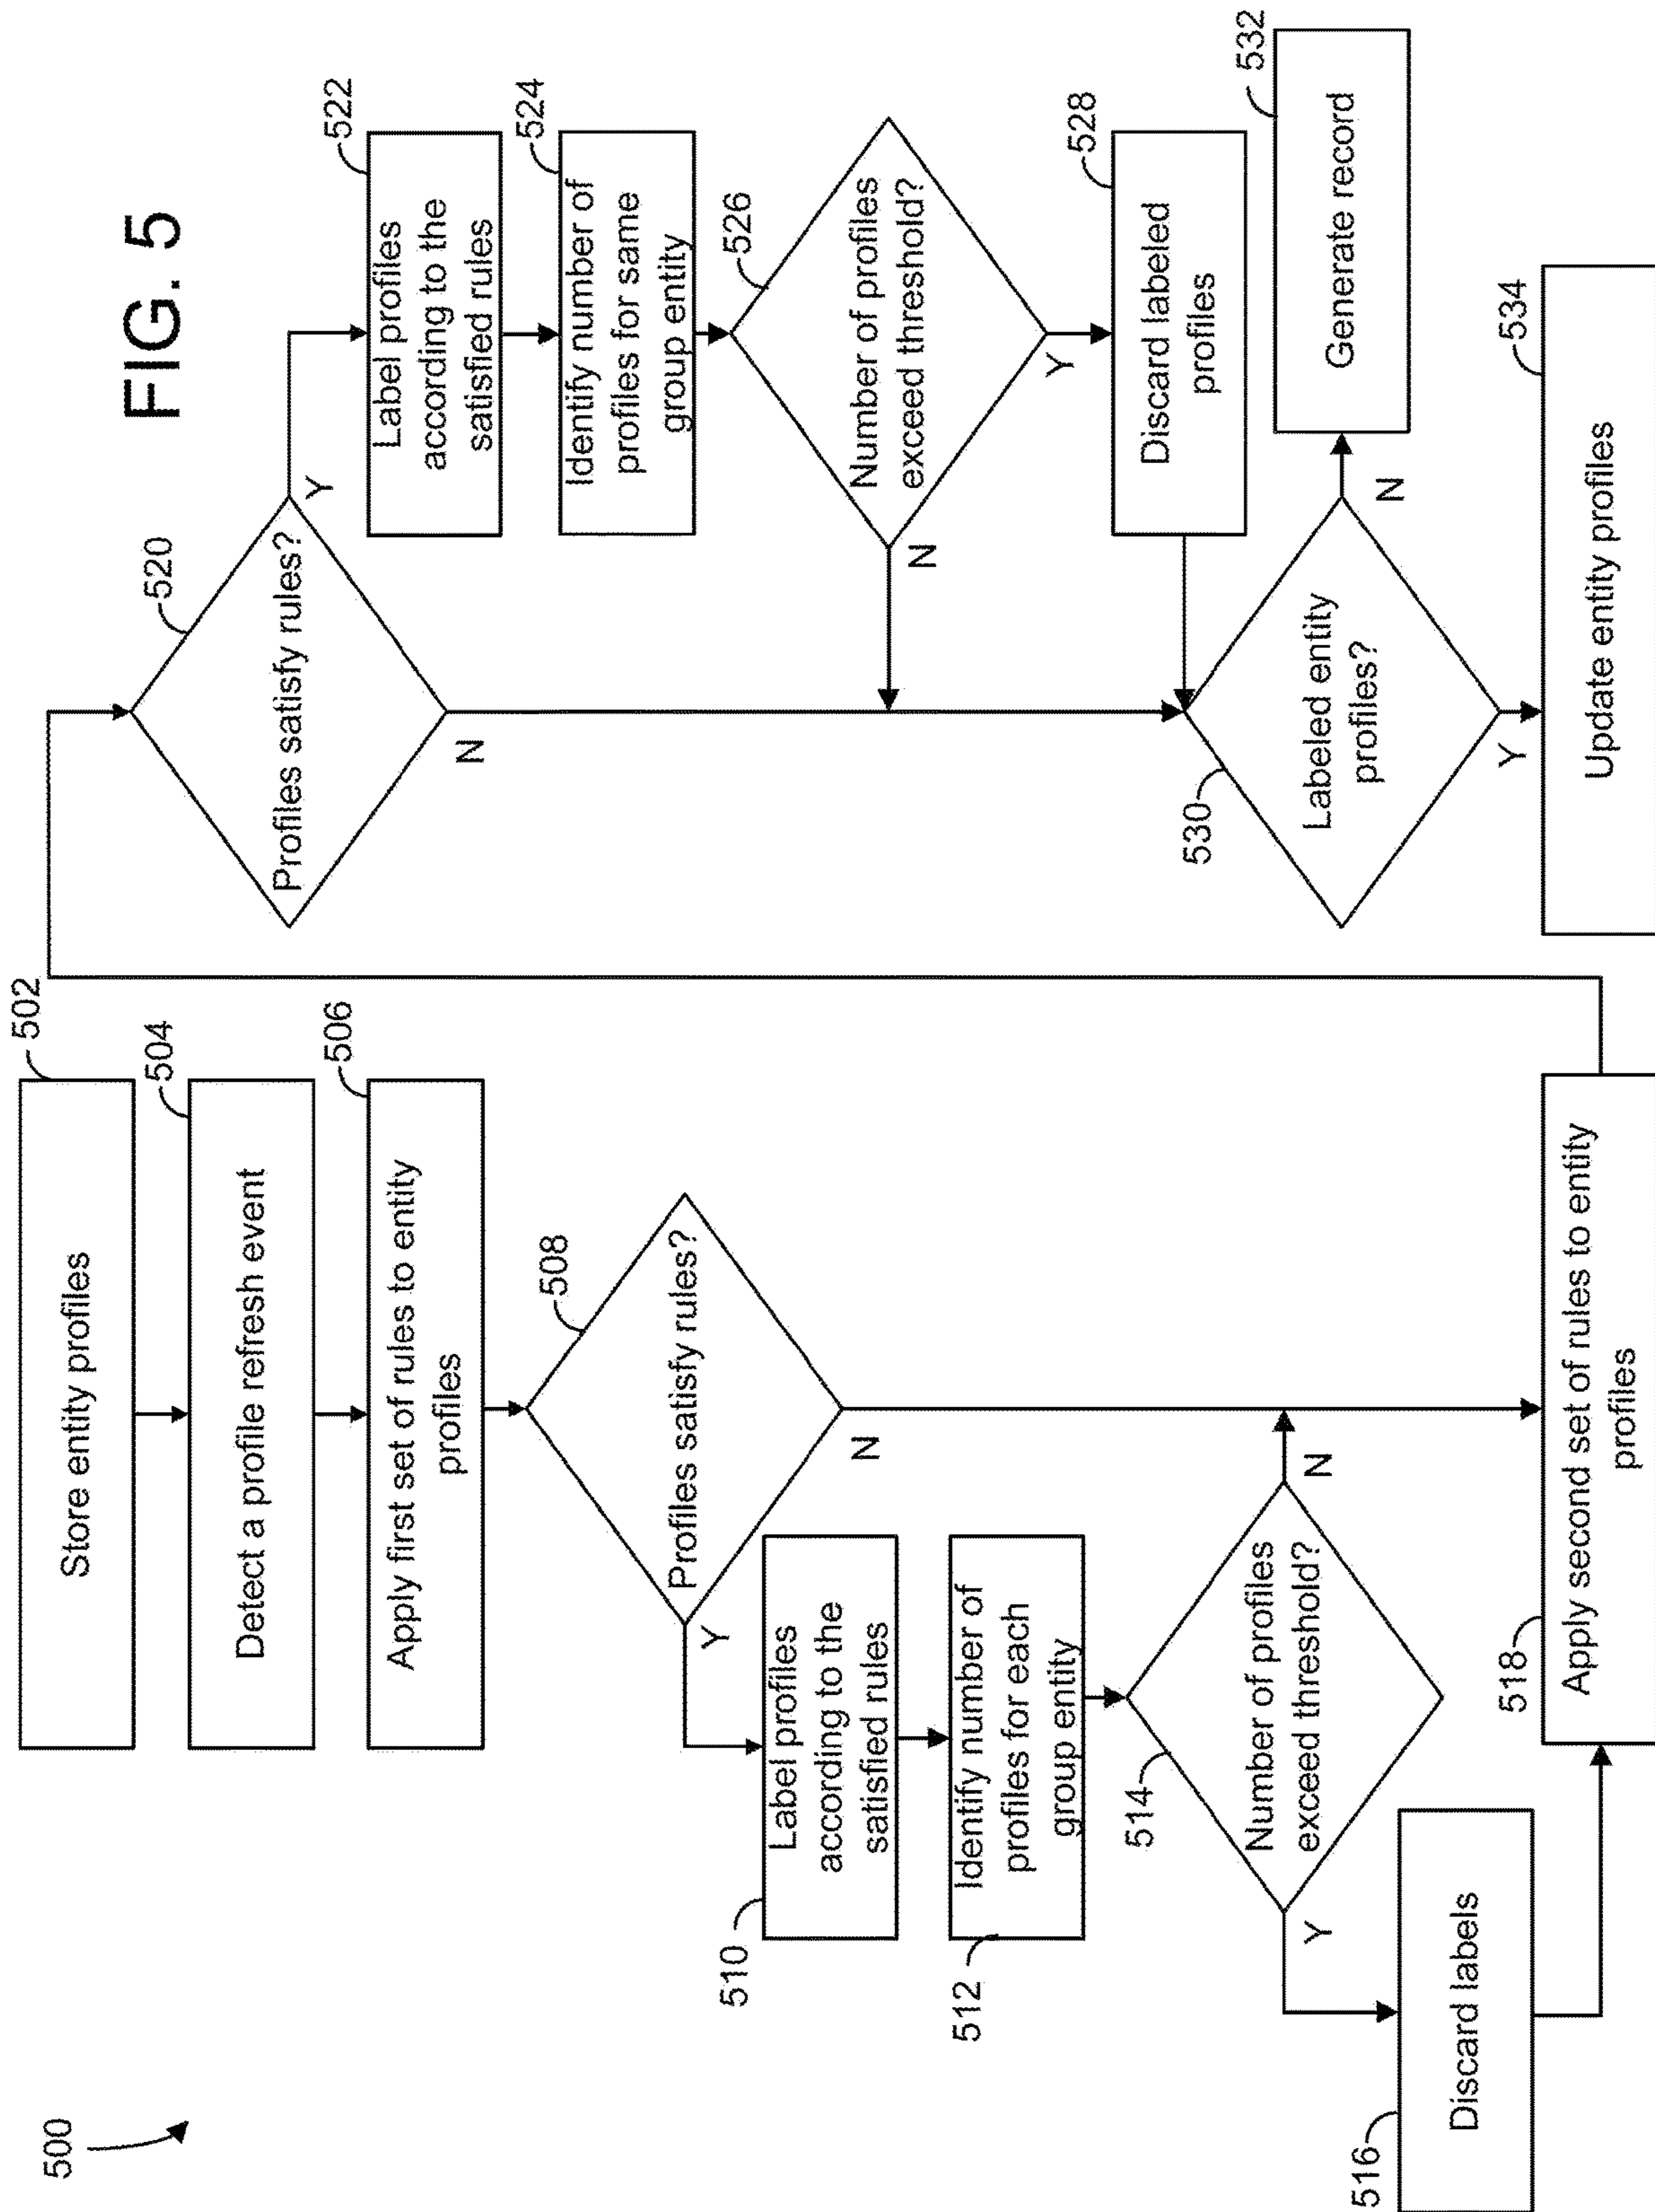 FIG. 5
500
502
Store entity profiles
504
Detect a profile refresh event
506
Apply first set of rules to entity
profiles
508
Profiles satisfy rules?
Y
N
510
Label profiles
according to the
satisfied rules
512
Identify number of
profiles for each
group entity
514
Number of profiles
exceed threshold?
Y
N
516
Discard labels
518
Apply second set of rules to entity
profiles
520
Profiles satisfy rules?
Y
N
522
Label profiles
according to the
satisfied rules
524
Identify number of
profiles for same
group entity
526
Number of profiles
exceed threshold?
N
Y
528
Discard labeled
profiles
530
Labeled entity
profiles?
N
Y
532
Generate record
534
Update entity profiles